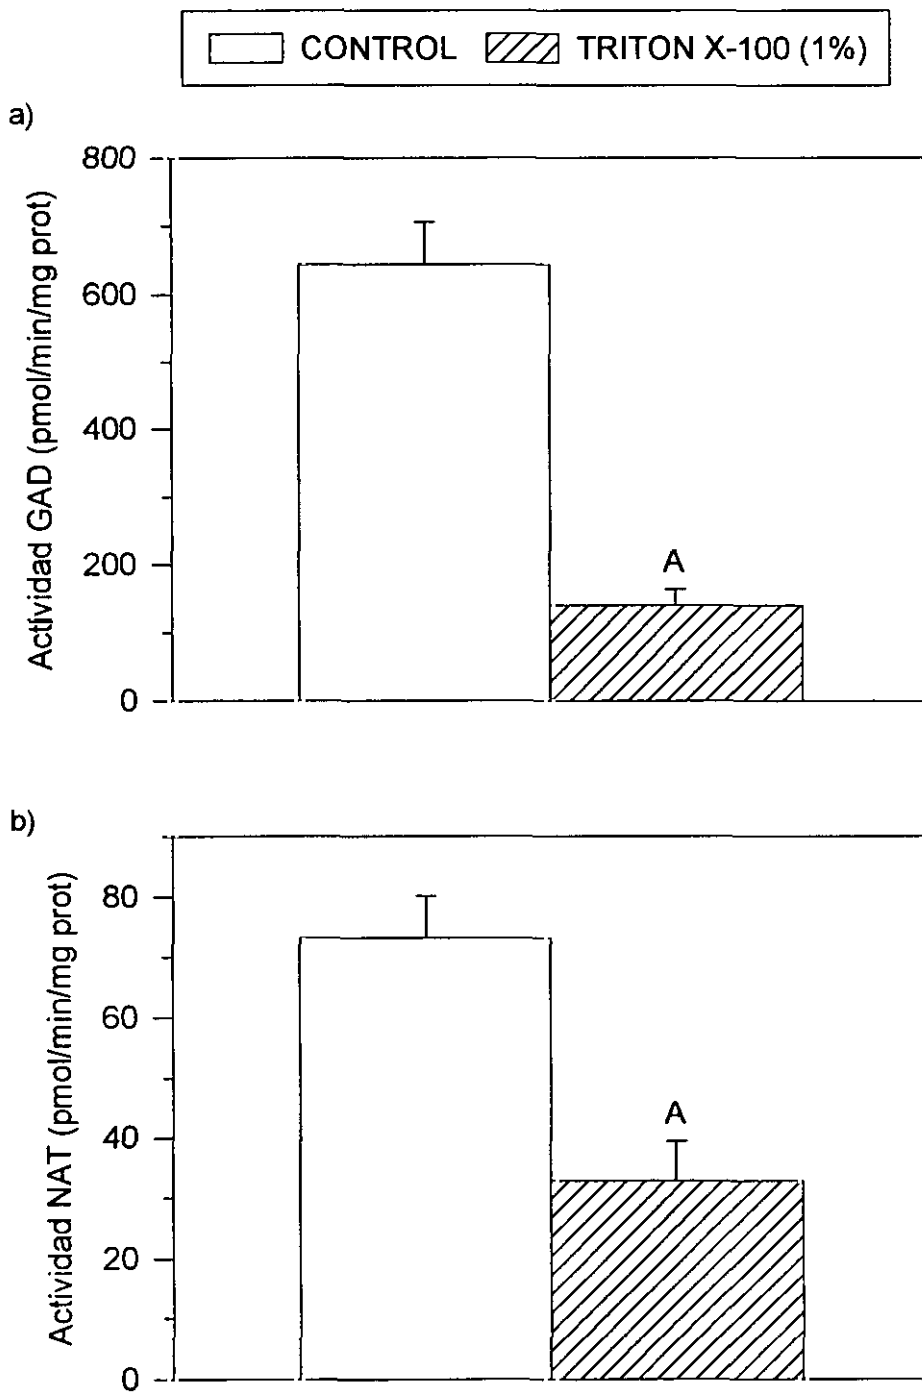 CONTROL TRITON X-100 (1%)
a)
Actividad GAD (pmol/min/mg prot)
800
600
400
200
0
A
b)
Actividad NAT (pmol/min/mg prot)
80
60
40
20
0
A